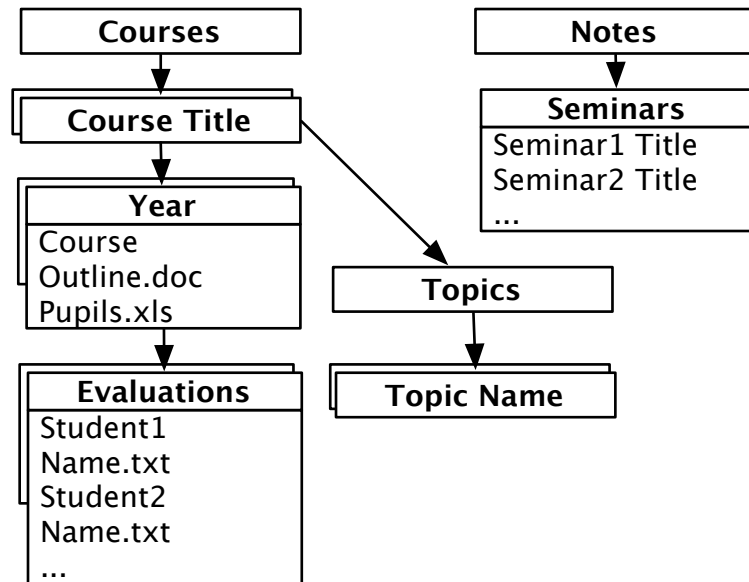 Courses
Course Title
Year
Course
Outline.doc
Pupils.xls
Evaluations
Student1
Name.txt
Student2
Name.txt
...
Topics
Topic Name
Notes
Seminars
Seminar1 Title
Seminar2 Title
...